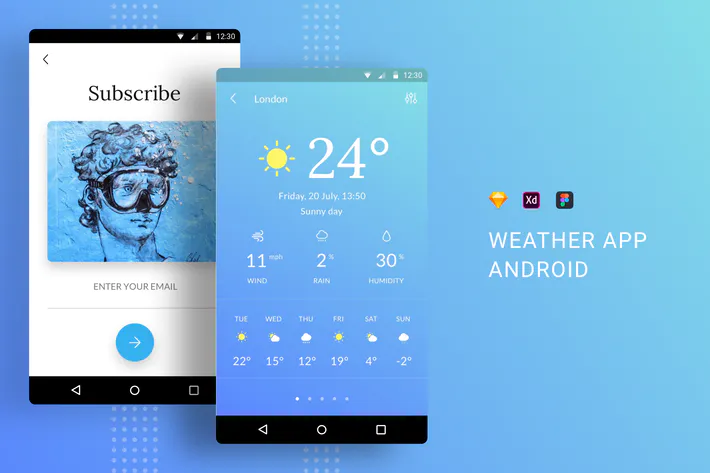 12:30
Subscribe
ENTER YOUR EMAIL
12:30
London
24°
Friday, 20 July, 13:50
Sunny day
11 mph 2 % 30 %
WIND RAIN HUMIDITY
TUE WED THU FRI SAT SUN
22° 15° 12° 19° 4° -2°
Xd
WEATHER APP
ANDROID